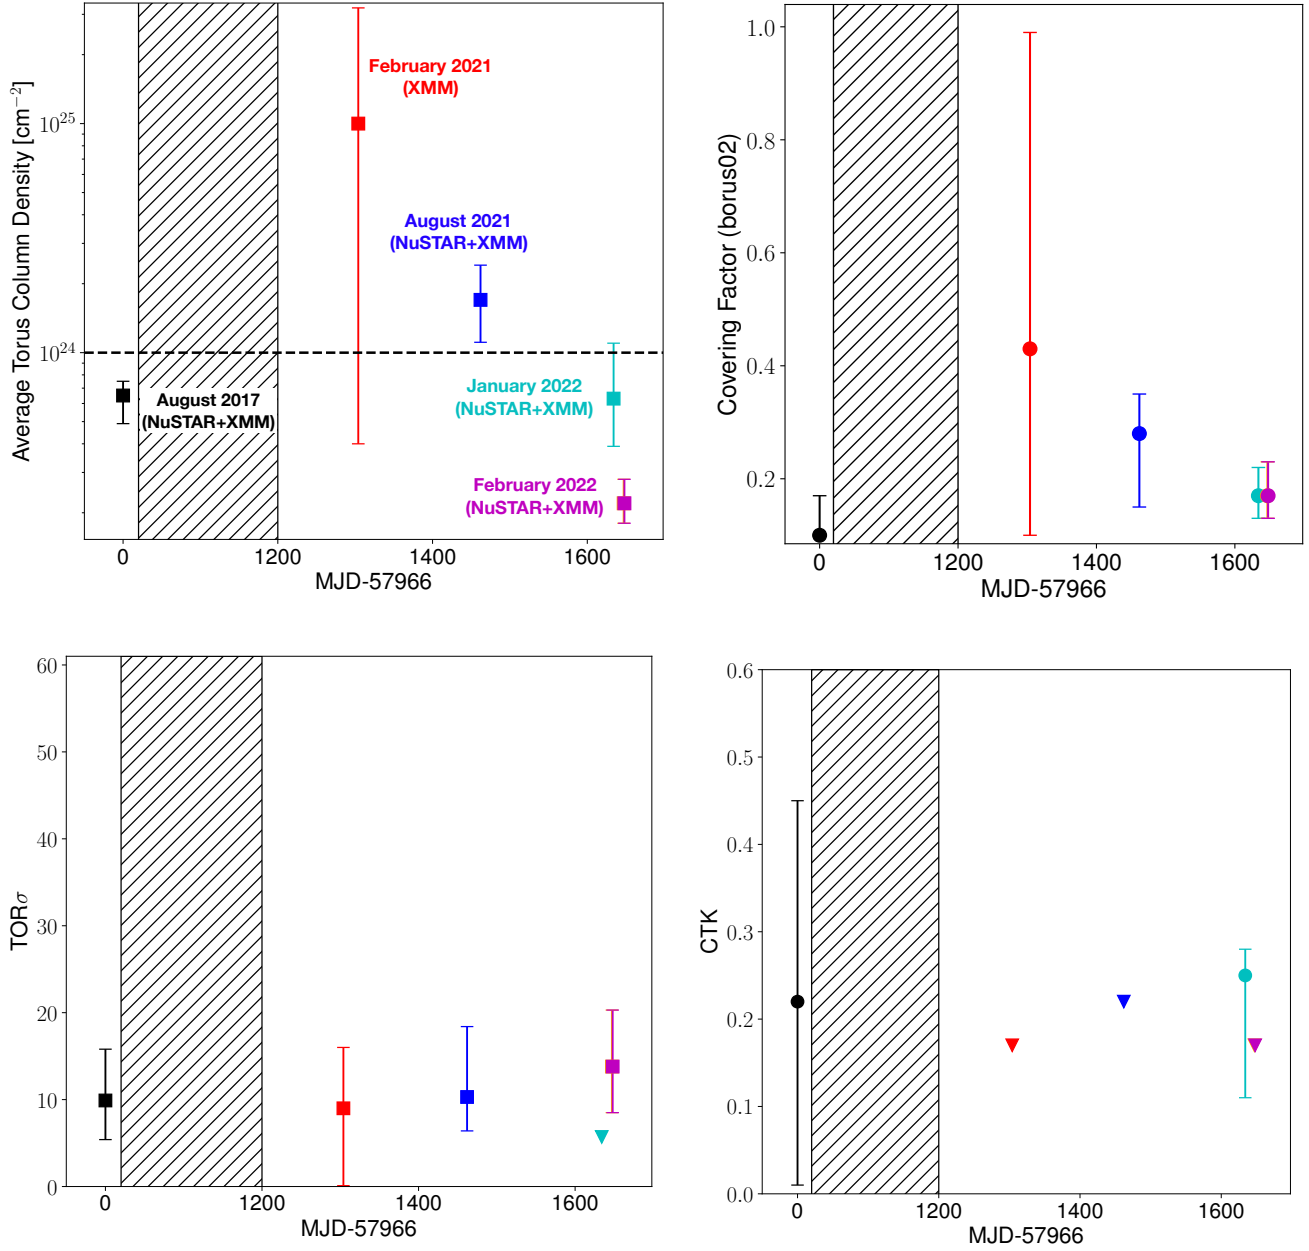 Average Torus Column Density [cm⁻²]
10²⁵
10²⁴
February 2021
(XMM)
August 2021
(NuSTAR+XMM)
August 2017
(NuSTAR+XMM)
January 2022
(NuSTAR+XMM)
February 2022
(NuSTAR+XMM)
0 1200 1400 1600
MJD-57966
Covering Factor (borus02)
1.0
0.8
0.6
0.4
0.2
0 1200 1400 1600
MJD-57966
TORσ
60
50
40
30
20
10
0
0 1200 1400 1600
MJD-57966
CTK
0.6
0.5
0.4
0.3
0.2
0.1
0.0
0 1200 1400 1600
MJD-57966